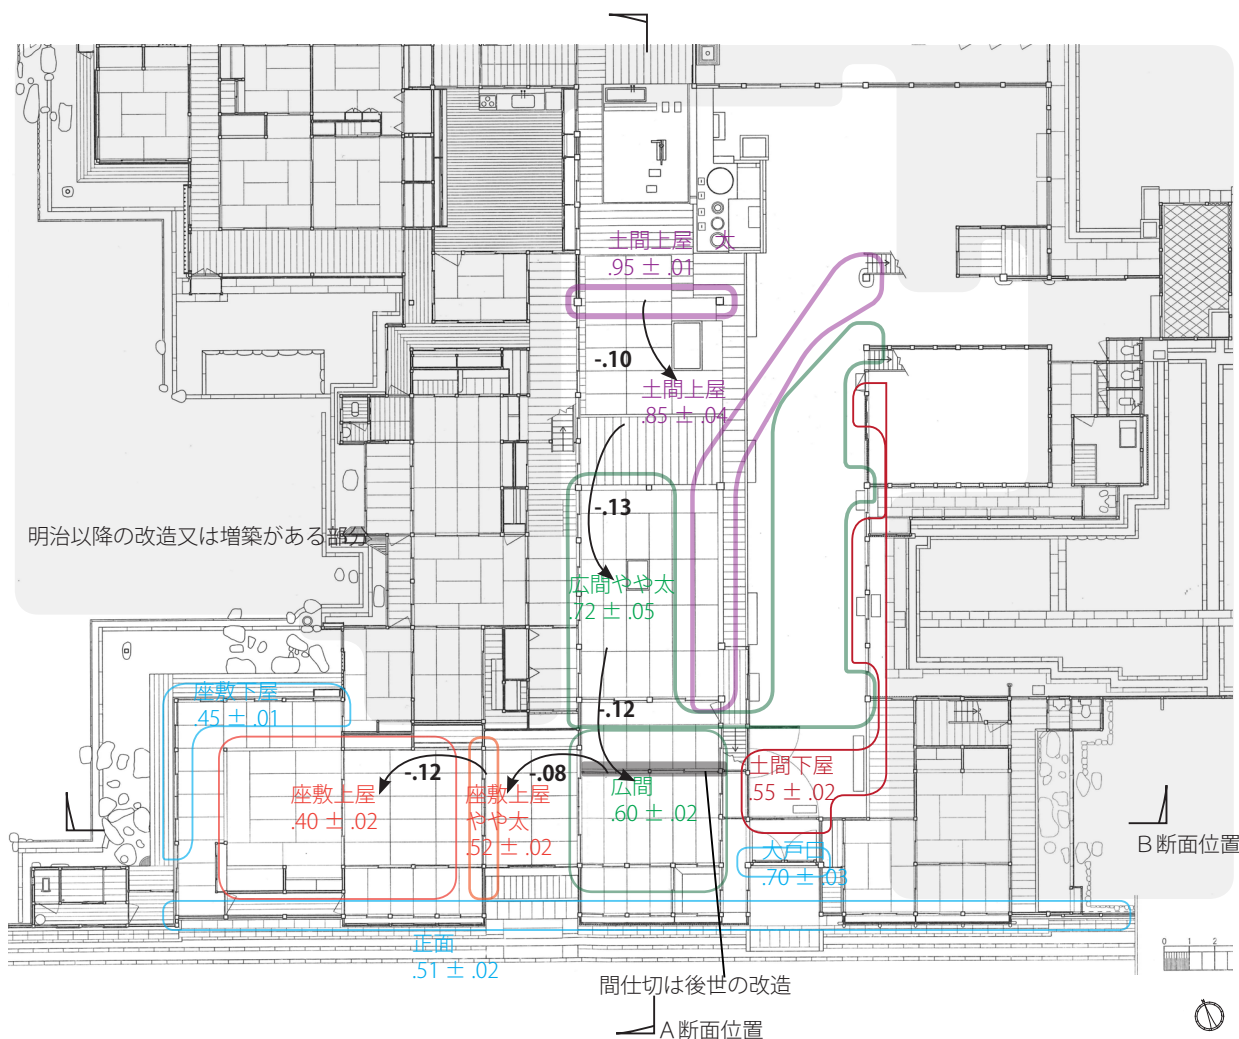 土間上屋 太
.95 ± .01
-.10
土間上屋
.85 ± .04
-.13
明治以降の改造又は増築がある部分
広間やや太
.72 ± .05
座敷下屋
.45 ± .01
-.12
-.12
-.08
土間下屋
.55 ± .02
座敷上屋
.40 ± .02
座敷上屋
やや太
.52 ± .02
広間
.60 ± .02
B断面位置
大戸口
.70 ± .03
正面
.51 ± .02
0 1 2
間仕切は後世の改造
A断面位置